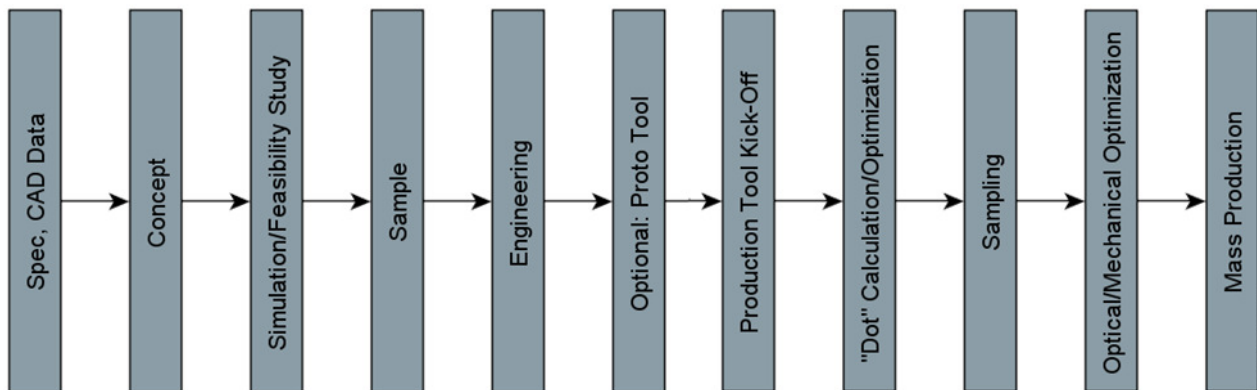 Spec, CAD Data
Concept
Simulation/Feasibility Study
Sample
Engineering
Optional: Proto Tool
Production Tool Kick-Off
"Dot" Calculation/Optimization
Sampling
Optical/Mechanical Optimization
Mass Production